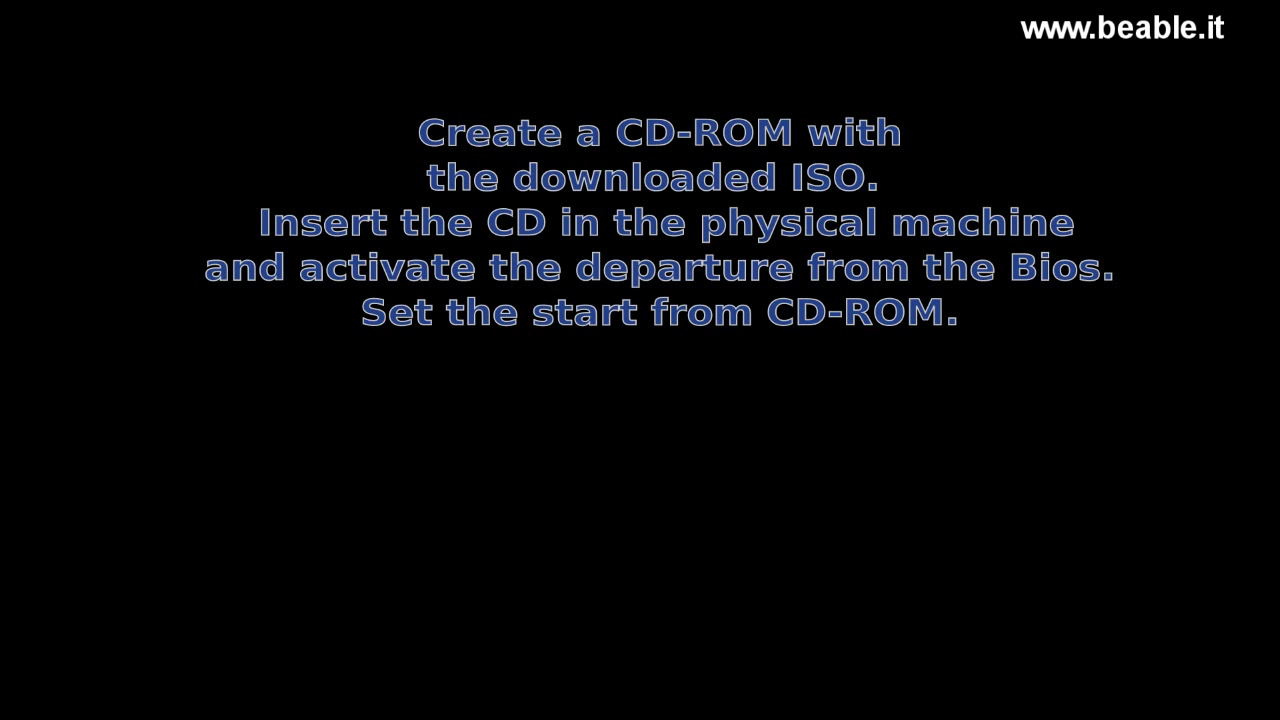 www.beable.it
Create a CD-ROM with
the downloaded ISO.
Insert the CD in the physical machine
and activate the departure from the Bios.
Set the start from CD-ROM.